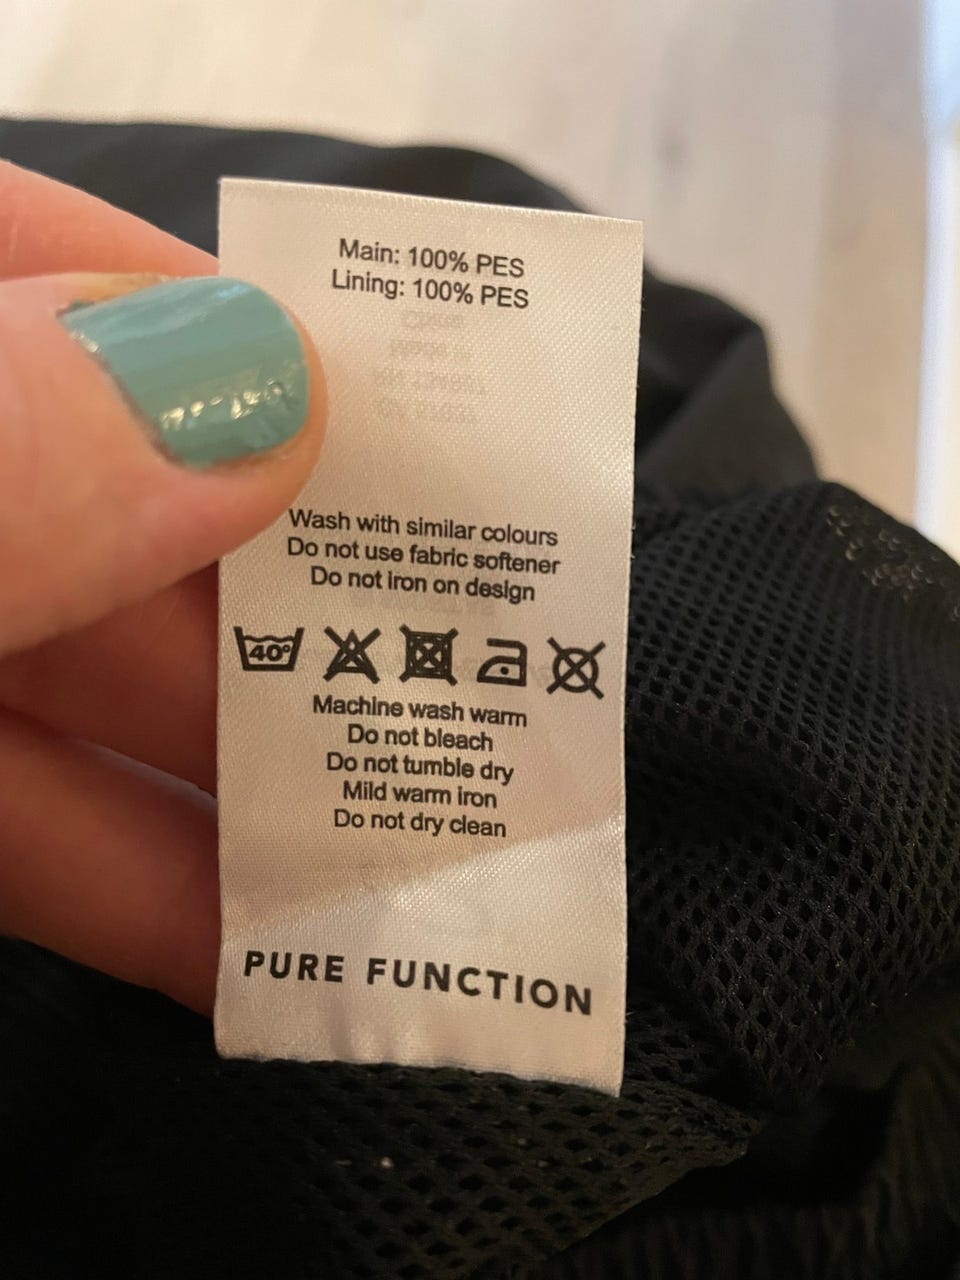 Main: 100% PES
Lining: 100% PES
Wash with similar colours
Do not use fabric softener
Do not iron on design
40°
Machine wash warm
Do not bleach
Do not tumble dry
Mild warm iron
Do not dry clean
PURE FUNCTION